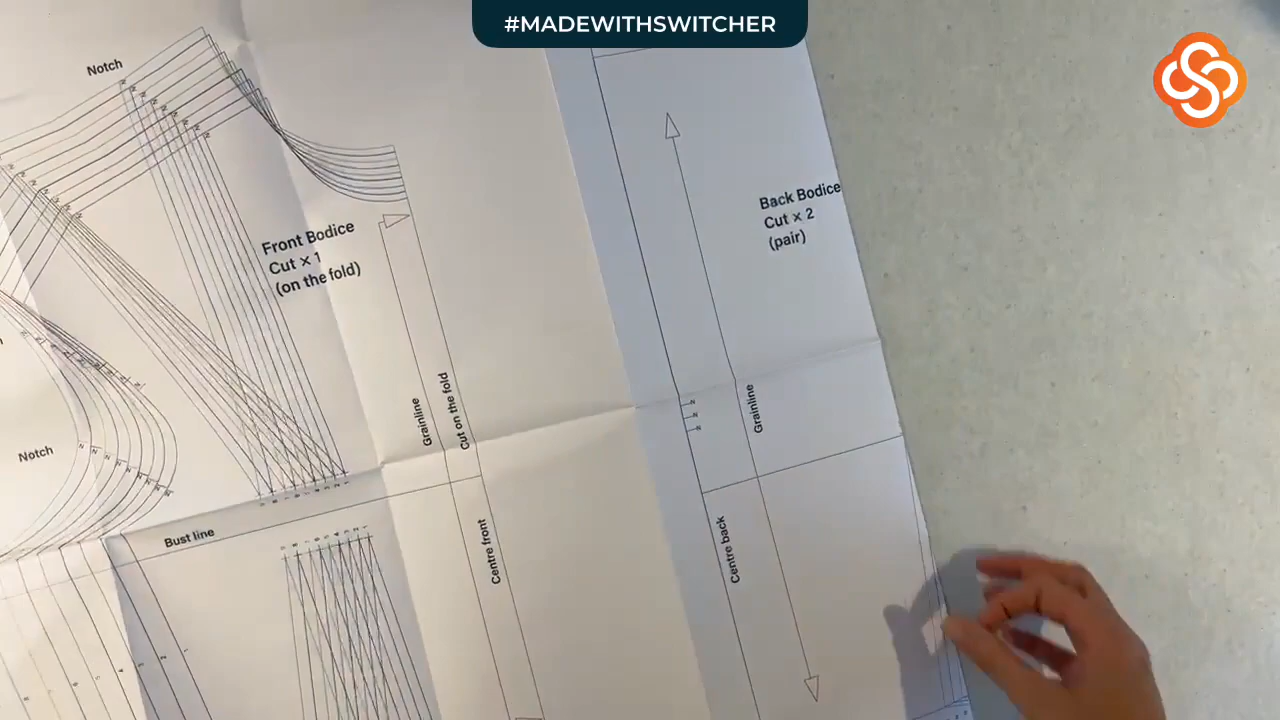 #MADEWITHSWITCHER
Notch
Front Bodice
Cut × 1
(on the fold)
Back Bodice
Cut × 2
(pair)
Grainline
Cut on the fold
Grainline
Notch
Bust line
Centre front
Centre back